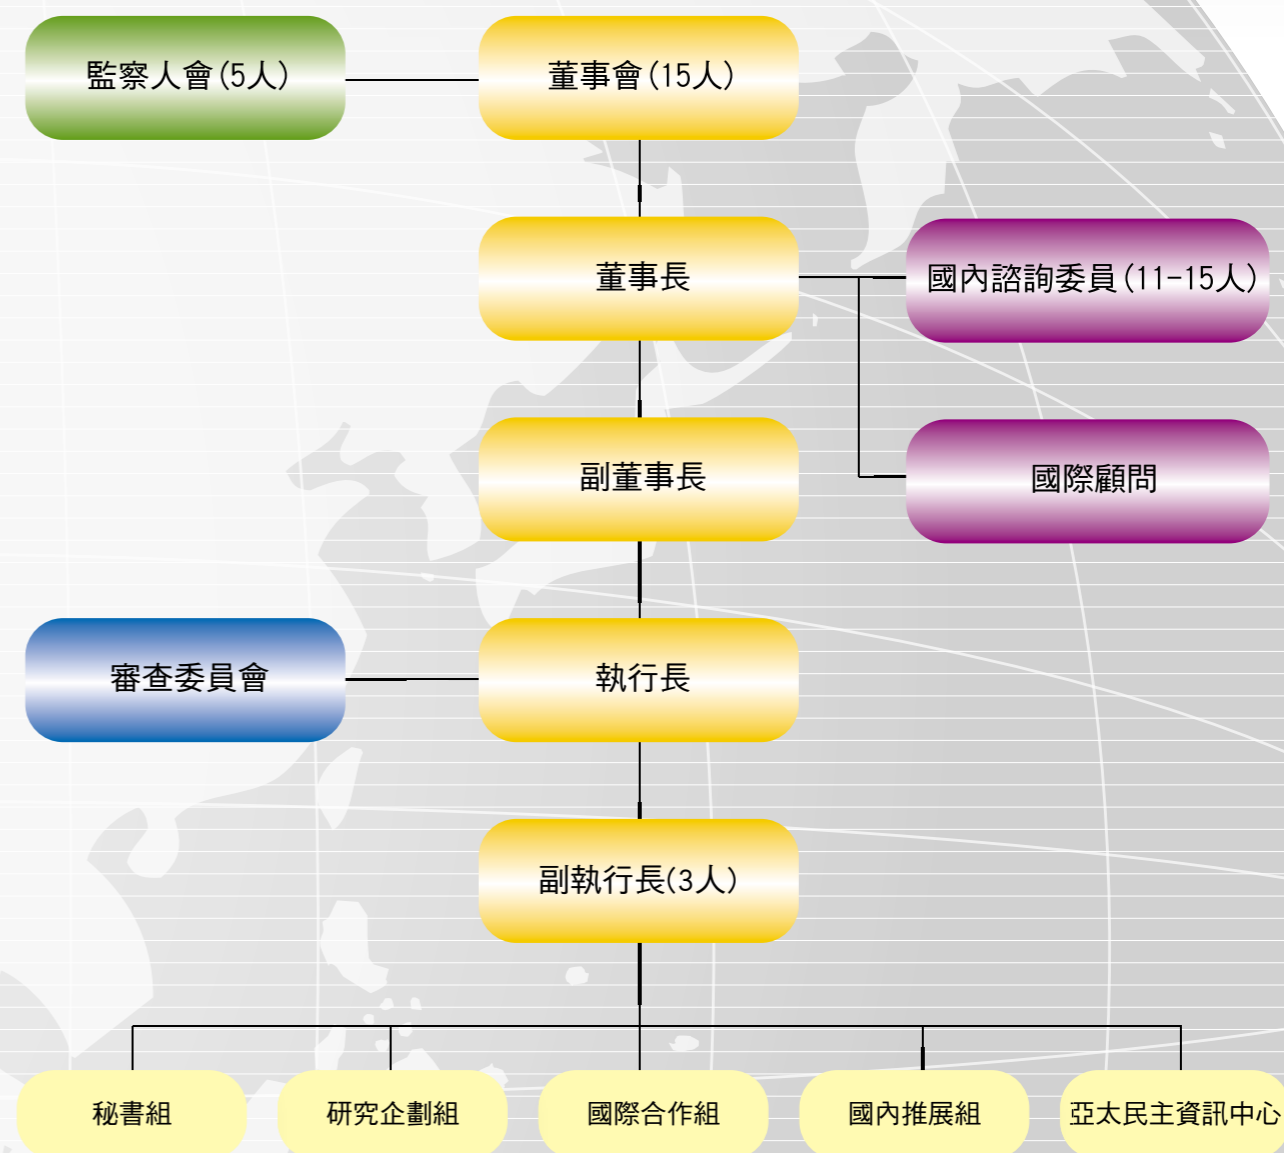 監察人會(5人)
董事會(15人)
董事長
國內諮詢委員(11-15人)
副董事長
國際顧問
審查委員會
執行長
副執行長(3人)
秘書組
研究企劃組
國際合作組
國內推展組
亞太民主資訊中心